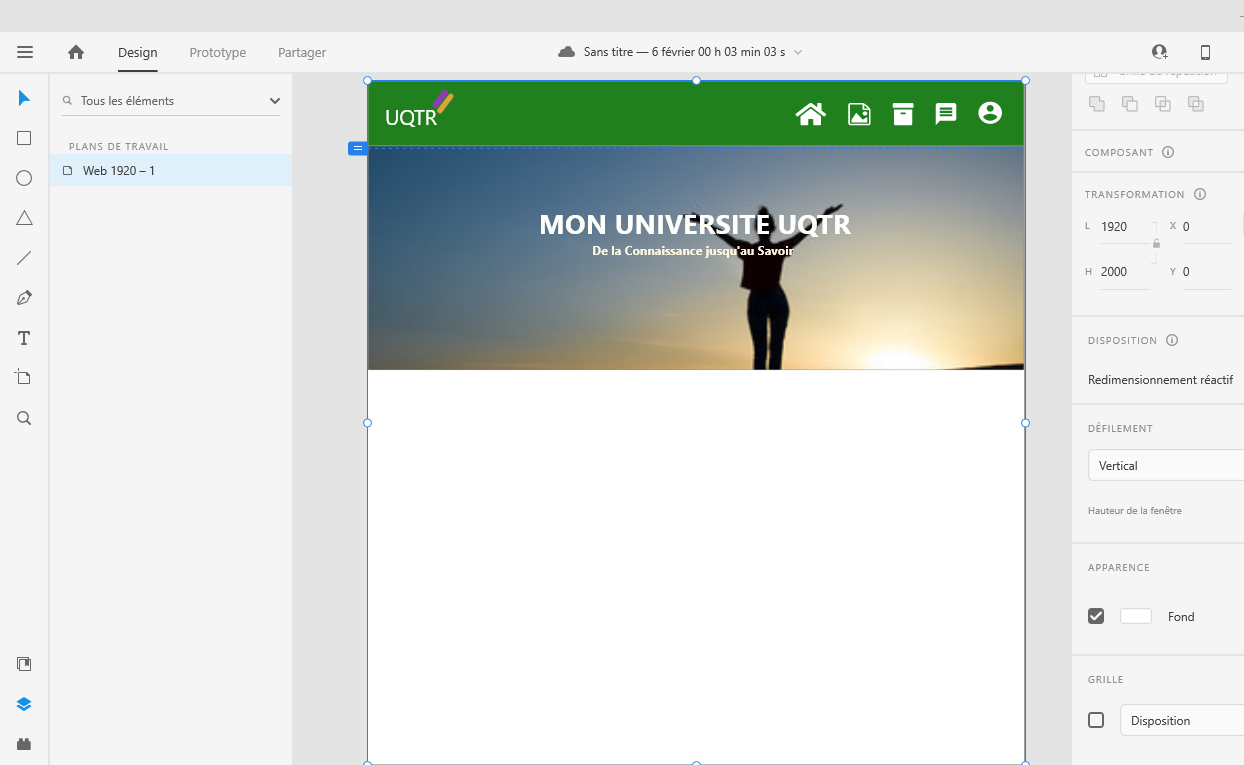 Design
Prototype
Partager
Sans titre — 6 février 00 h 03 min 03 s
Tous les éléments
PLANS DE TRAVAIL
Web 1920 – 1
UQTR
MON UNIVERSITE UQTR
De la Connaissance jusqu'au Savoir
COMPOSANT
TRANSFORMATION
L 1920 X 0
H 2000 Y 0
DISPOSITION
Redimensionnement réactif
DÉFILEMENT
Vertical
Hauteur de la fenêtre
APPARENCE
Fond
GRILLE
Disposition